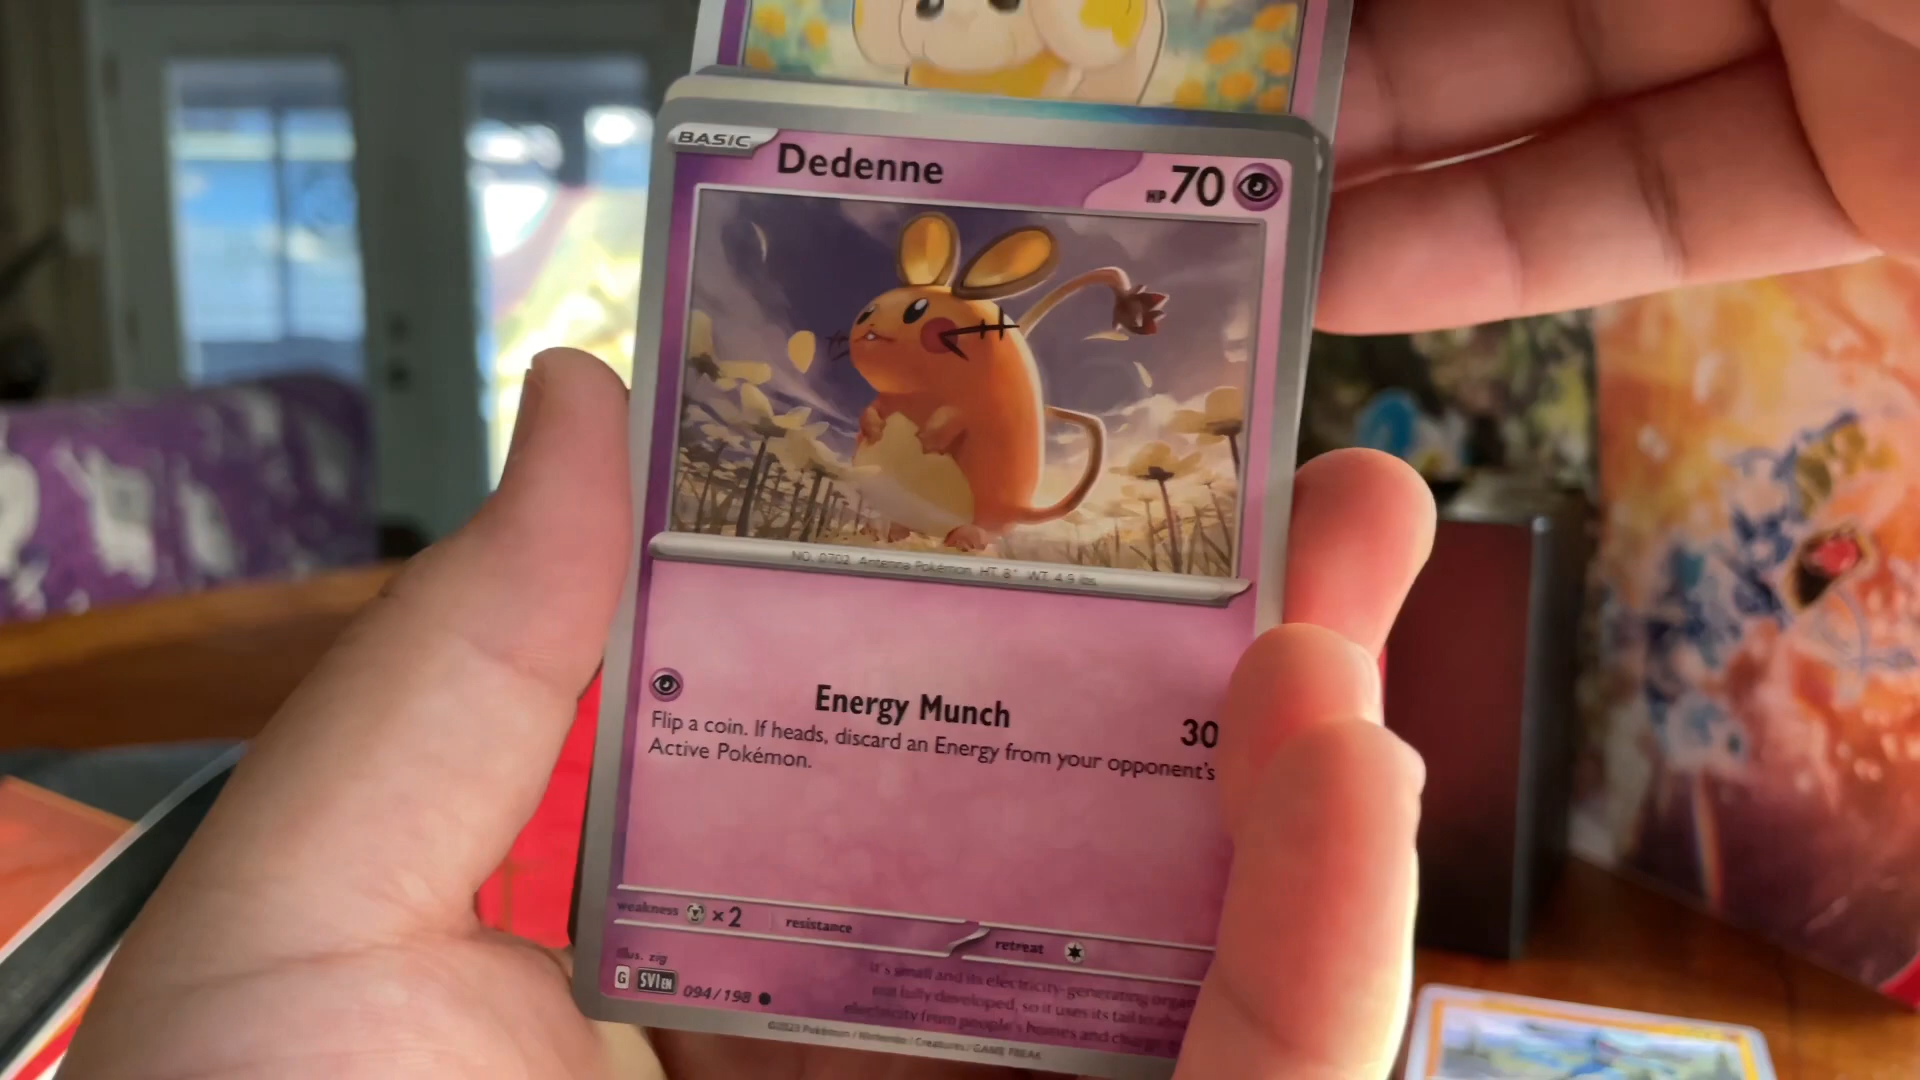 BASIC
Dedenne
HP 70
NO. 0702 Antenna Pokémon HT. 8" WT. 4.9 lbs.
Energy Munch 30
Flip a coin. If heads, discard an Energy from your opponent's
Active Pokémon.
weakness ×2 resistance retreat
Illus. zig
G SVI EN 094/198
It's small and its electricity-generating organ
not fully developed, so it uses its tail to
electricity from people's homes and charge
©2023 Pokémon / Nintendo / Creatures / GAME FREAK